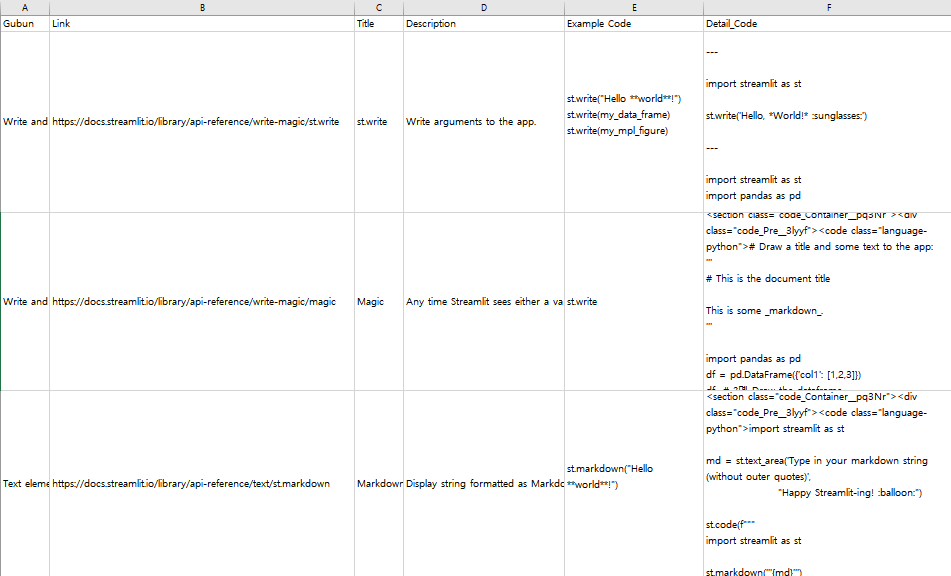 A B C D E F
Gubun Link Title Description Example Code Detail_Code
---
import streamlit as st
st.write("Hello **world**!")
st.write('Hello, *World!* :sunglasses:')
Write and https://docs.streamlit.io/library/api-reference/write-magic/st.write st.write Write arguments to the app. st.write(my_data_frame)
st.write(my_mpl_figure)
---
import streamlit as st
import pandas as pd
<section class="code_Container__pq3Nr"><div
class="code_Pre__3lyyf"><code class="language-
python"># Draw a title and some text to the app:
'''
# This is the document title
Write and https://docs.streamlit.io/library/api-reference/write-magic/magic Magic Any time Streamlit sees either a va st.write
This is some _markdown_.
'''
import pandas as pd
df = pd.DataFrame({'col1': [1,2,3]})
<section class="code_Container__pq3Nr"><div
class="code_Pre__3lyyf"><code class="language-
python">import streamlit as st
md = st.text_area('Type in your markdown string
(without outer quotes)',
st.markdown("Hello
Text eleme https://docs.streamlit.io/library/api-reference/text/st.markdown Markdowr Display string formatted as Markdc **world**!")
"Happy Streamlit-ing! :balloon:")
st.code(f"""
import streamlit as st
st.markdown('''{md}''')